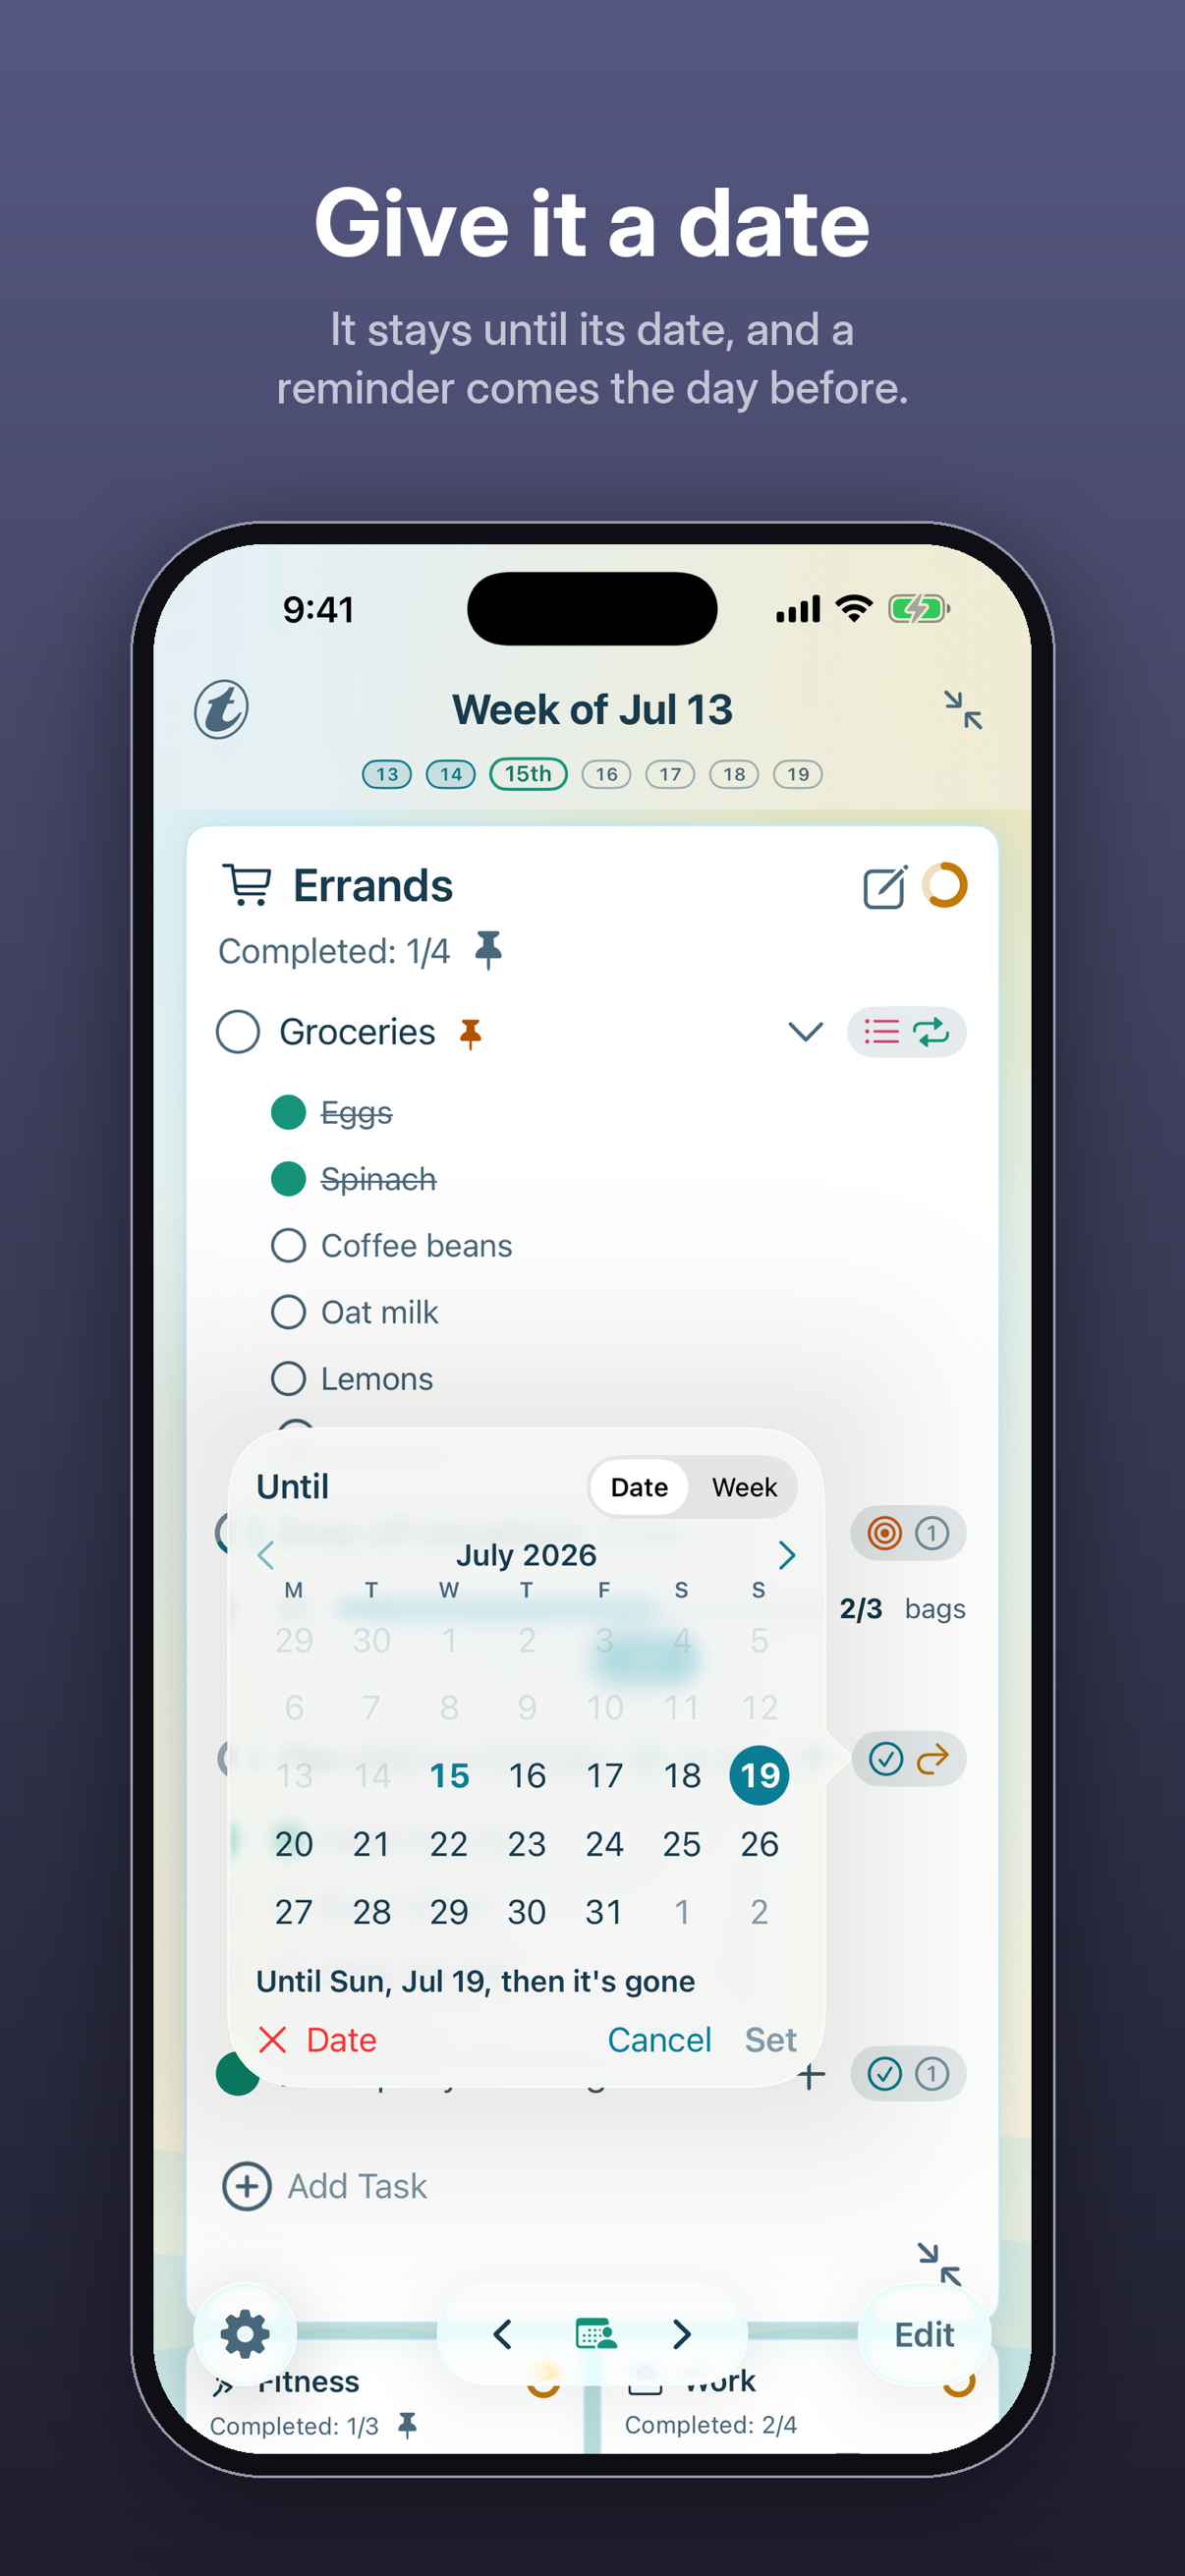 Give it a date
It stays until its date, and a
reminder comes the day before.
9:41
t
Week of Jul 13
13 14 15th 16 17 18 19
Errands
Completed: 1/4
Groceries
Eggs
Spinach
Coffee beans
Oat milk
Lemons
Until Date Week
1
July 2026
M T W T F S S
2/3 bags
29 30 1 2 3 4 5
6 7 8 9 10 11 12
13 14 15 16 17 18 19
20 21 22 23 24 25 26
27 28 29 30 31 1 2
Until Sun, Jul 19, then it's gone
Date Cancel Set
1
Add Task
Edit
Fitness Work
Completed: 1/3 Completed: 2/4